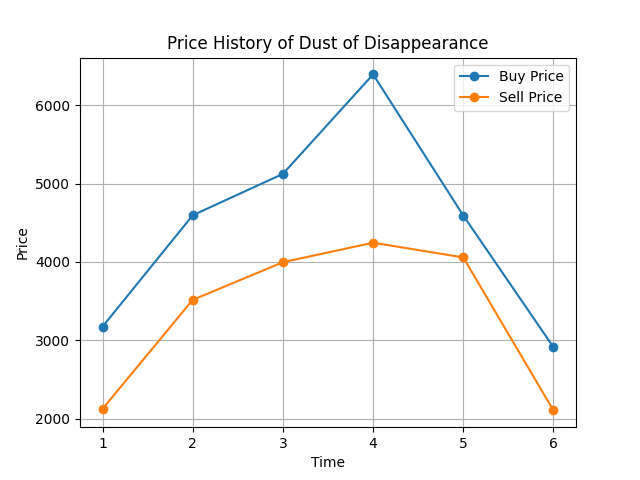 Price History of Dust of Disappearance
Buy Price
Sell Price
Price
6000
5000
4000
3000
2000
1 2 3 4 5 6
Time